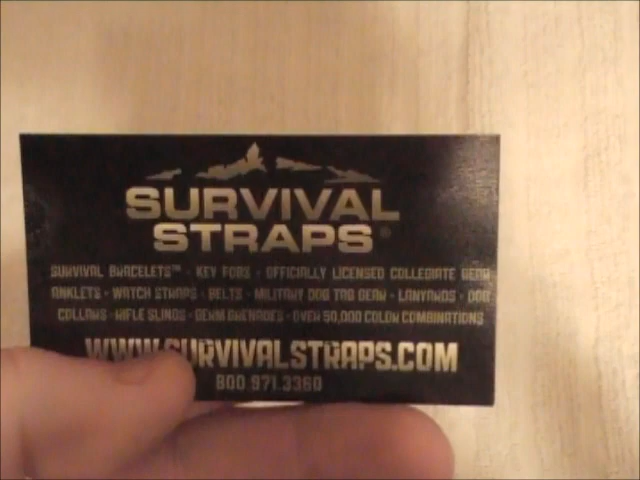 SURVIVAL
STRAPS®
SURVIVAL BRACELETS™ · KEY FOBS · OFFICIALLY LICENSED COLLEGIATE GEAR
ANKLETS · WATCH STRAPS · BELTS · MILITARY DOG TAG GEAR · LANYARDS · DOG
COLLARS · RIFLE SLINGS · GERM GRENADES · OVER 50,000 COLOR COMBINATIONS
WWW.SURVIVALSTRAPS.COM
800 971.3360